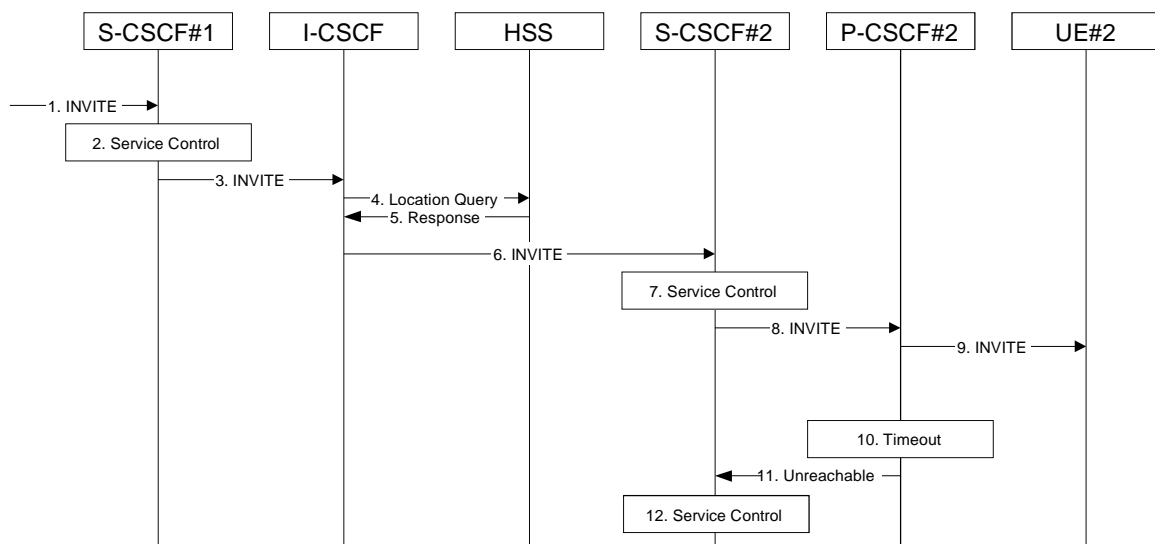 S-CSCF#1 I-CSCF HSS S-CSCF#2 P-CSCF#2 UE#2
1. INVITE
2. Service Control
3. INVITE
4. Location Query
5. Response
6. INVITE
7. Service Control
8. INVITE
9. INVITE
10. Timeout
11. Unreachable
12. Service Control